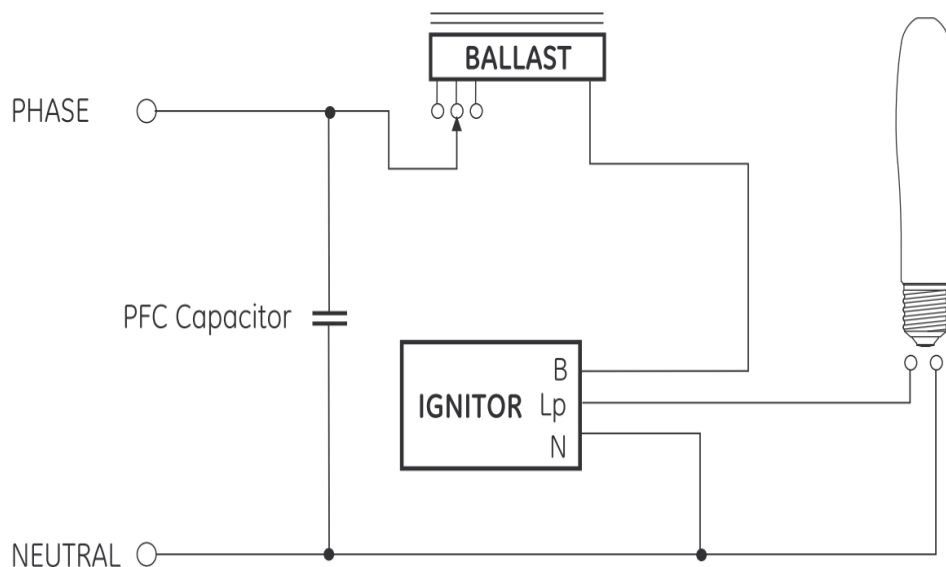 BALLAST
PHASE
PFC Capacitor
B
IGNITOR Lp
N
NEUTRAL